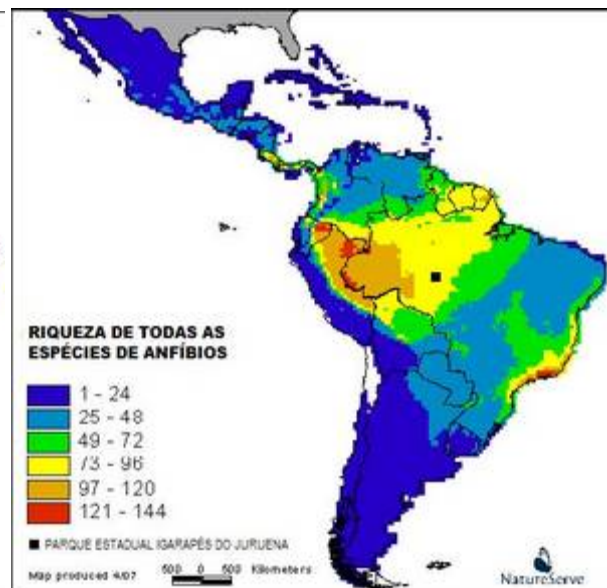 RIQUEZA DE TODAS AS
ESPÉCIES DE ANFÍBIOS
1 - 24
25 - 48
49 - 72
73 - 96
97 - 120
121 - 144
PARQUE ESTADUAL IGARAPÉS DO JURUENA
Map produced 4/07
500 0 500 Kilometers
NatureServe